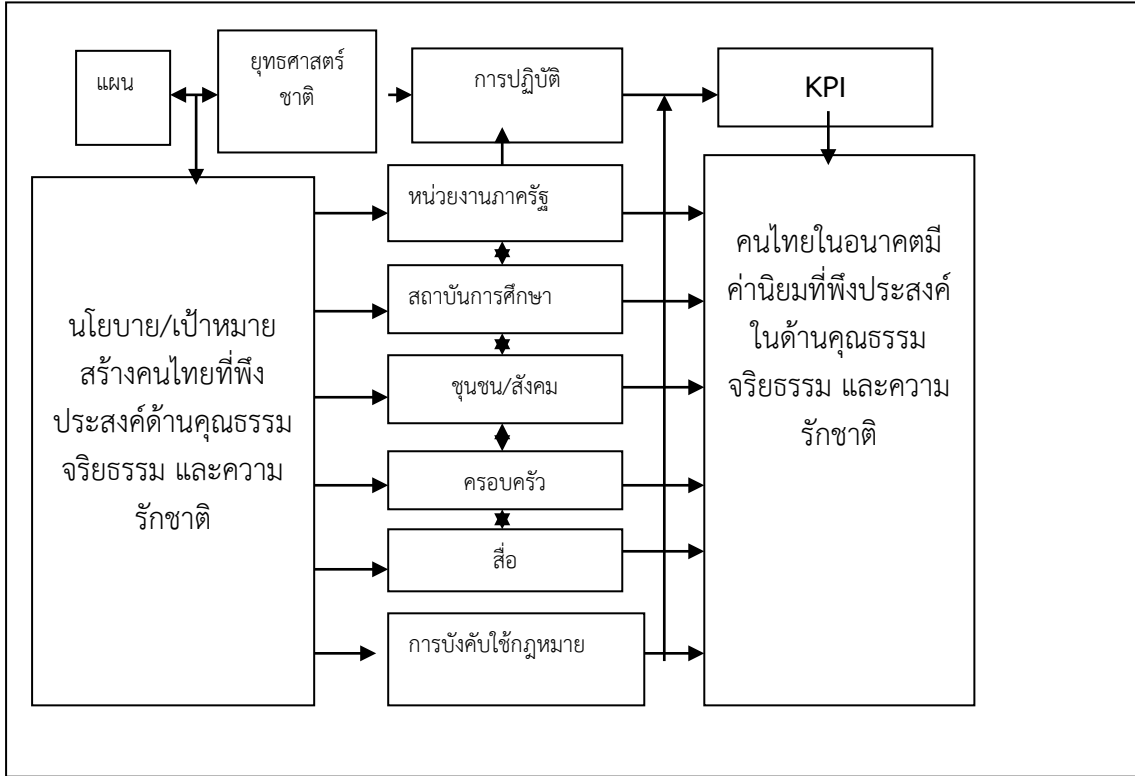 แผน
ยุทธศาสตร์
ชาติ
การปฏิบัติ
KPI
นโยบาย/เป้าหมาย
สร้างคนไทยที่พึง
ประสงค์ด้านคุณธรรม
จริยธรรม และความ
รักชาติ
หน่วยงานภาครัฐ
สถาบันการศึกษา
ชุนชน/สังคม
ครอบครัว
สื่อ
การบังคับใช้กฎหมาย
คนไทยในอนาคตมี
ค่านิยมที่พึงประสงค์
ในด้านคุณธรรม
จริยธรรม และความ
รักชาติ